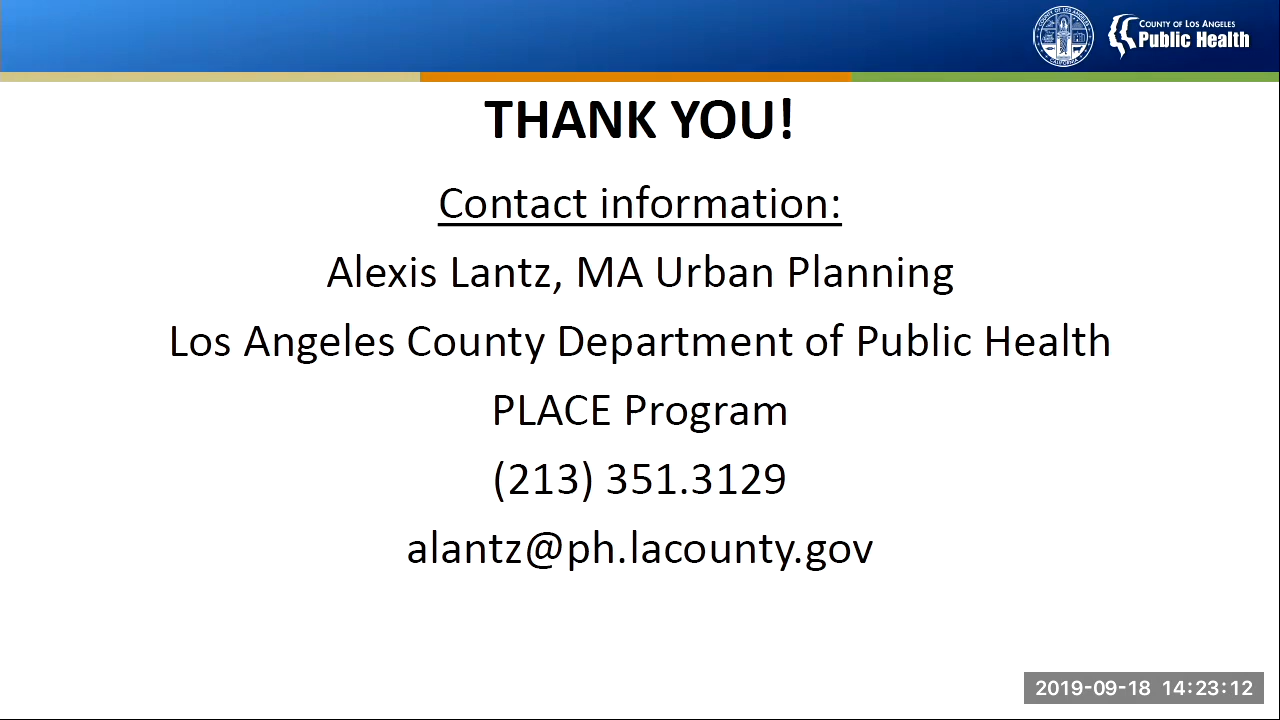 COUNTY OF LOS ANGELES
Public Health
THANK YOU!
Contact information:
Alexis Lantz, MA Urban Planning
Los Angeles County Department of Public Health
PLACE Program
(213) 351.3129
alantz@ph.lacounty.gov
2019-09-18 14:23:12